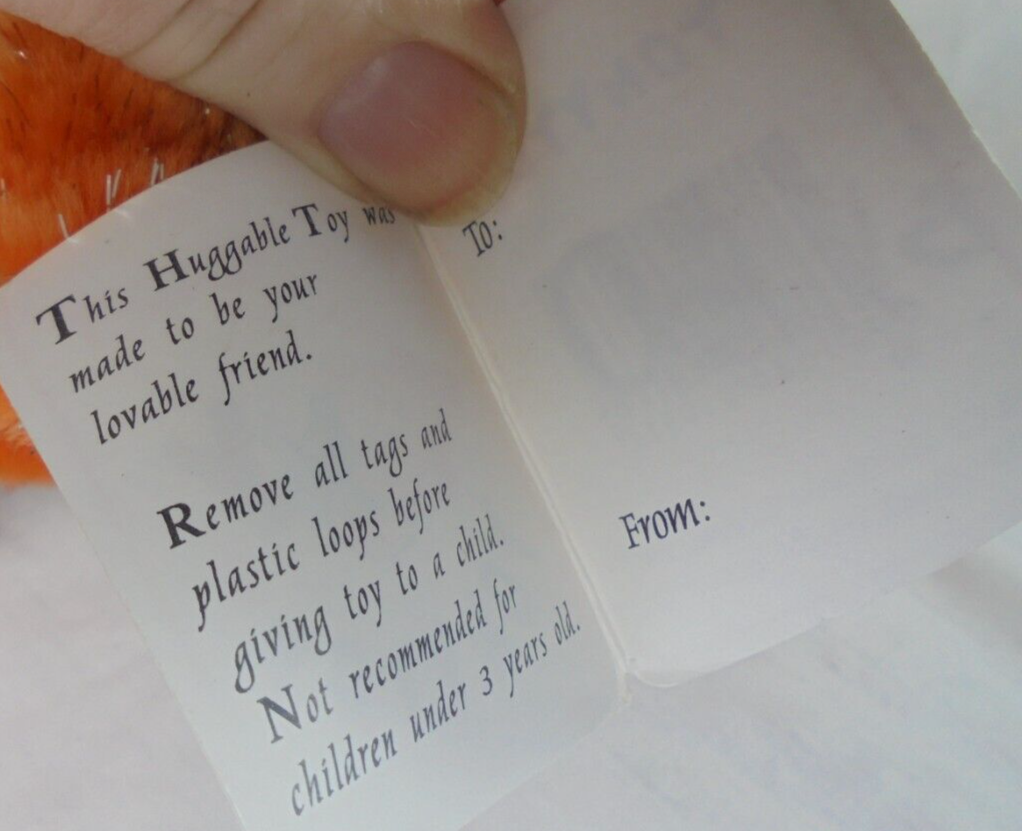 This Huggable Toy was
made to be your
lovable friend.
Remove all tags and
plastic loops before
giving toy to a child.
Not recommended for
children under 3 years old.
To:
From: